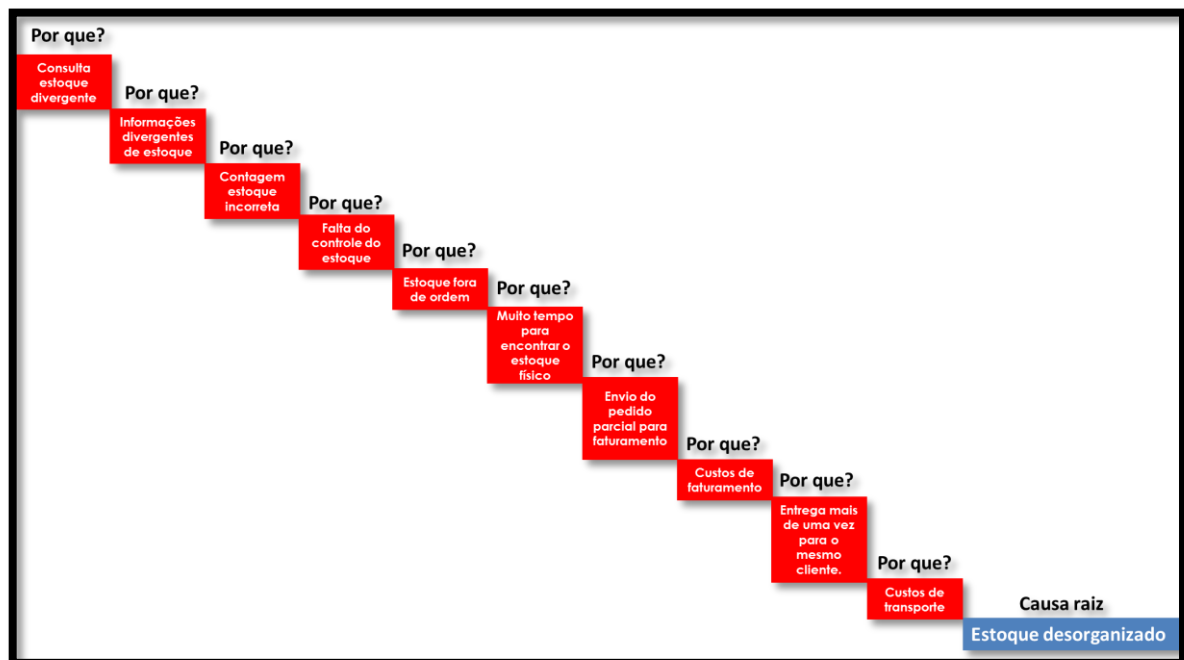 Por que?
Consulta
estoque
divergente
Por que?
Informações
divergentes
de estoque
Por que?
Contagem
estoque
incorreta
Por que?
Falta do
controle do
estoque
Por que?
Estoque fora
de ordem
Por que?
Muito tempo
para
encontrar o
estoque
físico
Por que?
Envio do
pedido
parcial para
faturamento
Por que?
Custos de
faturamento
Por que?
Entrega mais
de uma vez
para o
mesmo
cliente.
Por que?
Custos de
transporte
Causa raiz
Estoque desorganizado